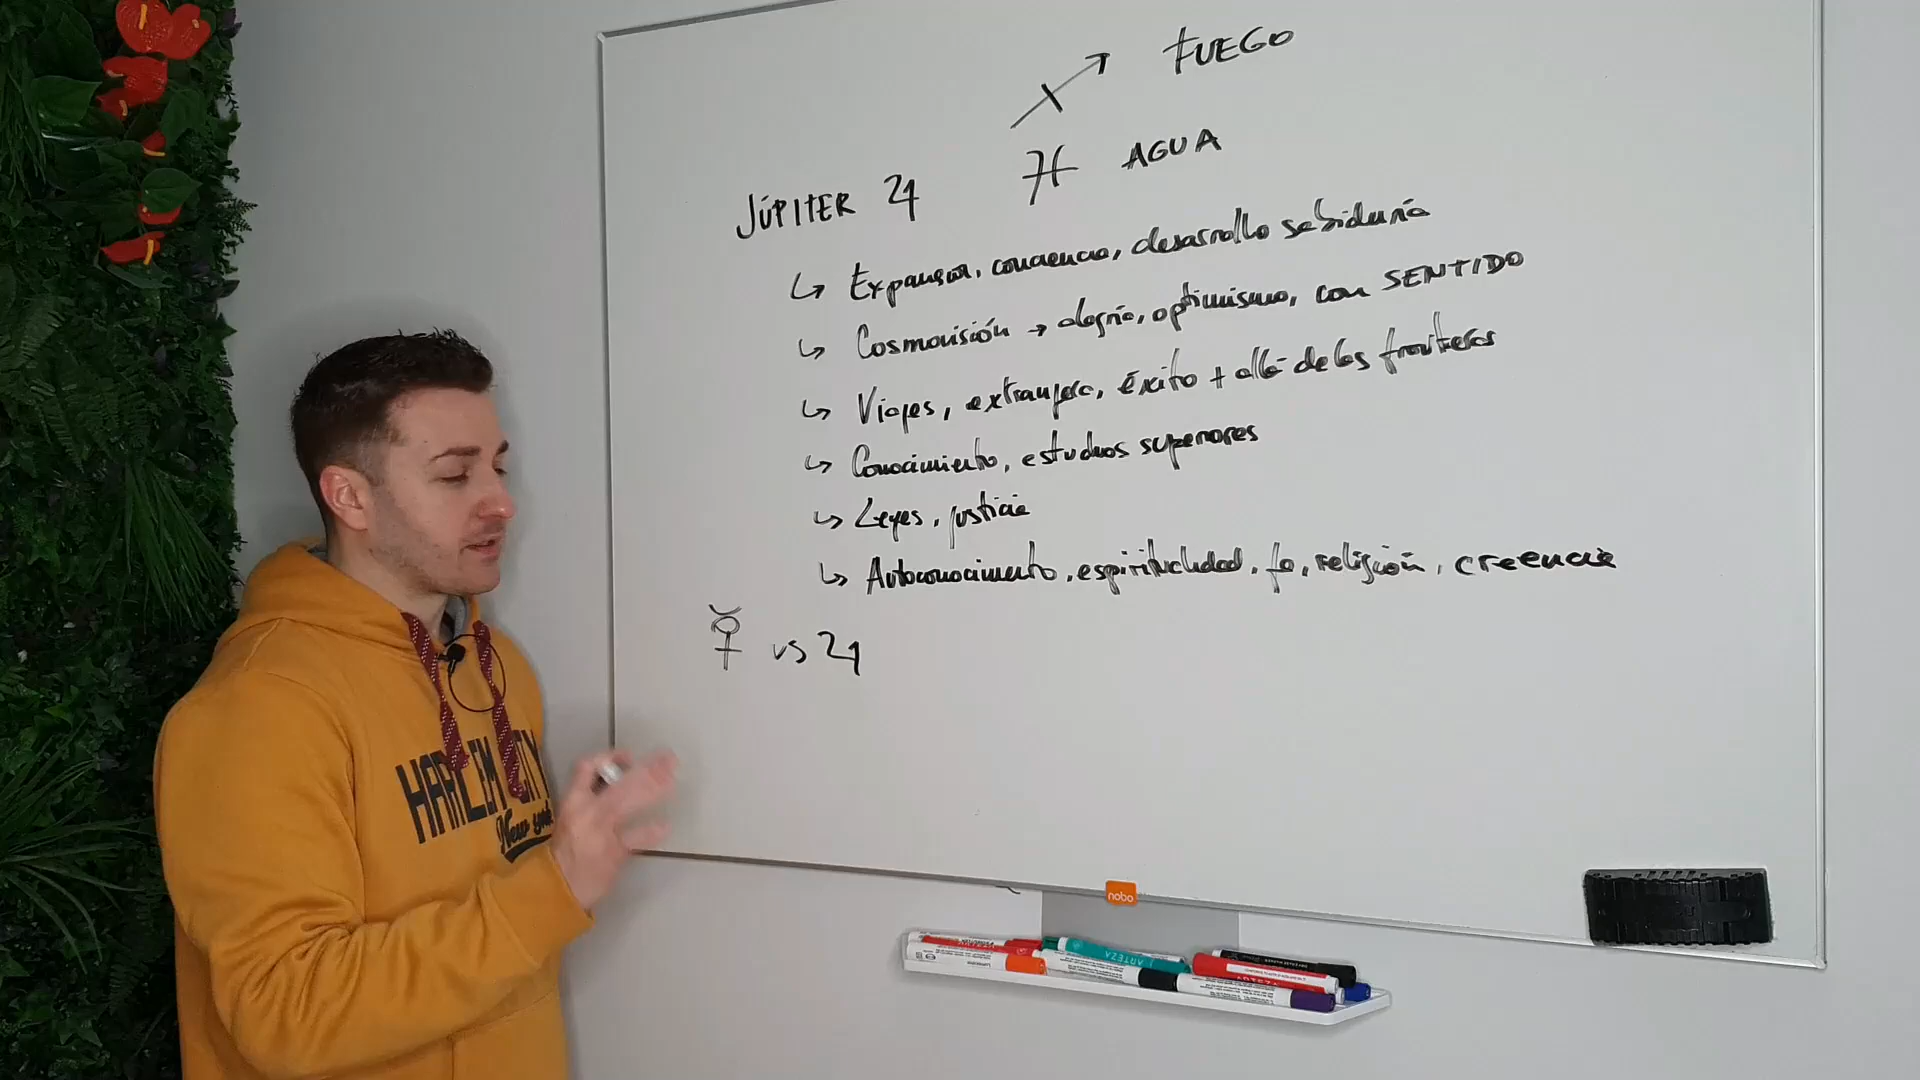 FUEGO
♓ AGUA
JÚPITER ♃
↳ Expansión, conciencia, desarrollo sabiduría
↳ Cosmovisión → alegría, optimismo, con SENTIDO
↳ Viajes, extranjero, éxito + allá de las fronteras
↳ Conocimiento, estudios superiores
↳ Leyes, justicia
↳ Autoconocimiento, espiritualidad, fe, religión, creencia
☿ vs ♃
HARLEM CITY
New york
nobo
ARTEZA